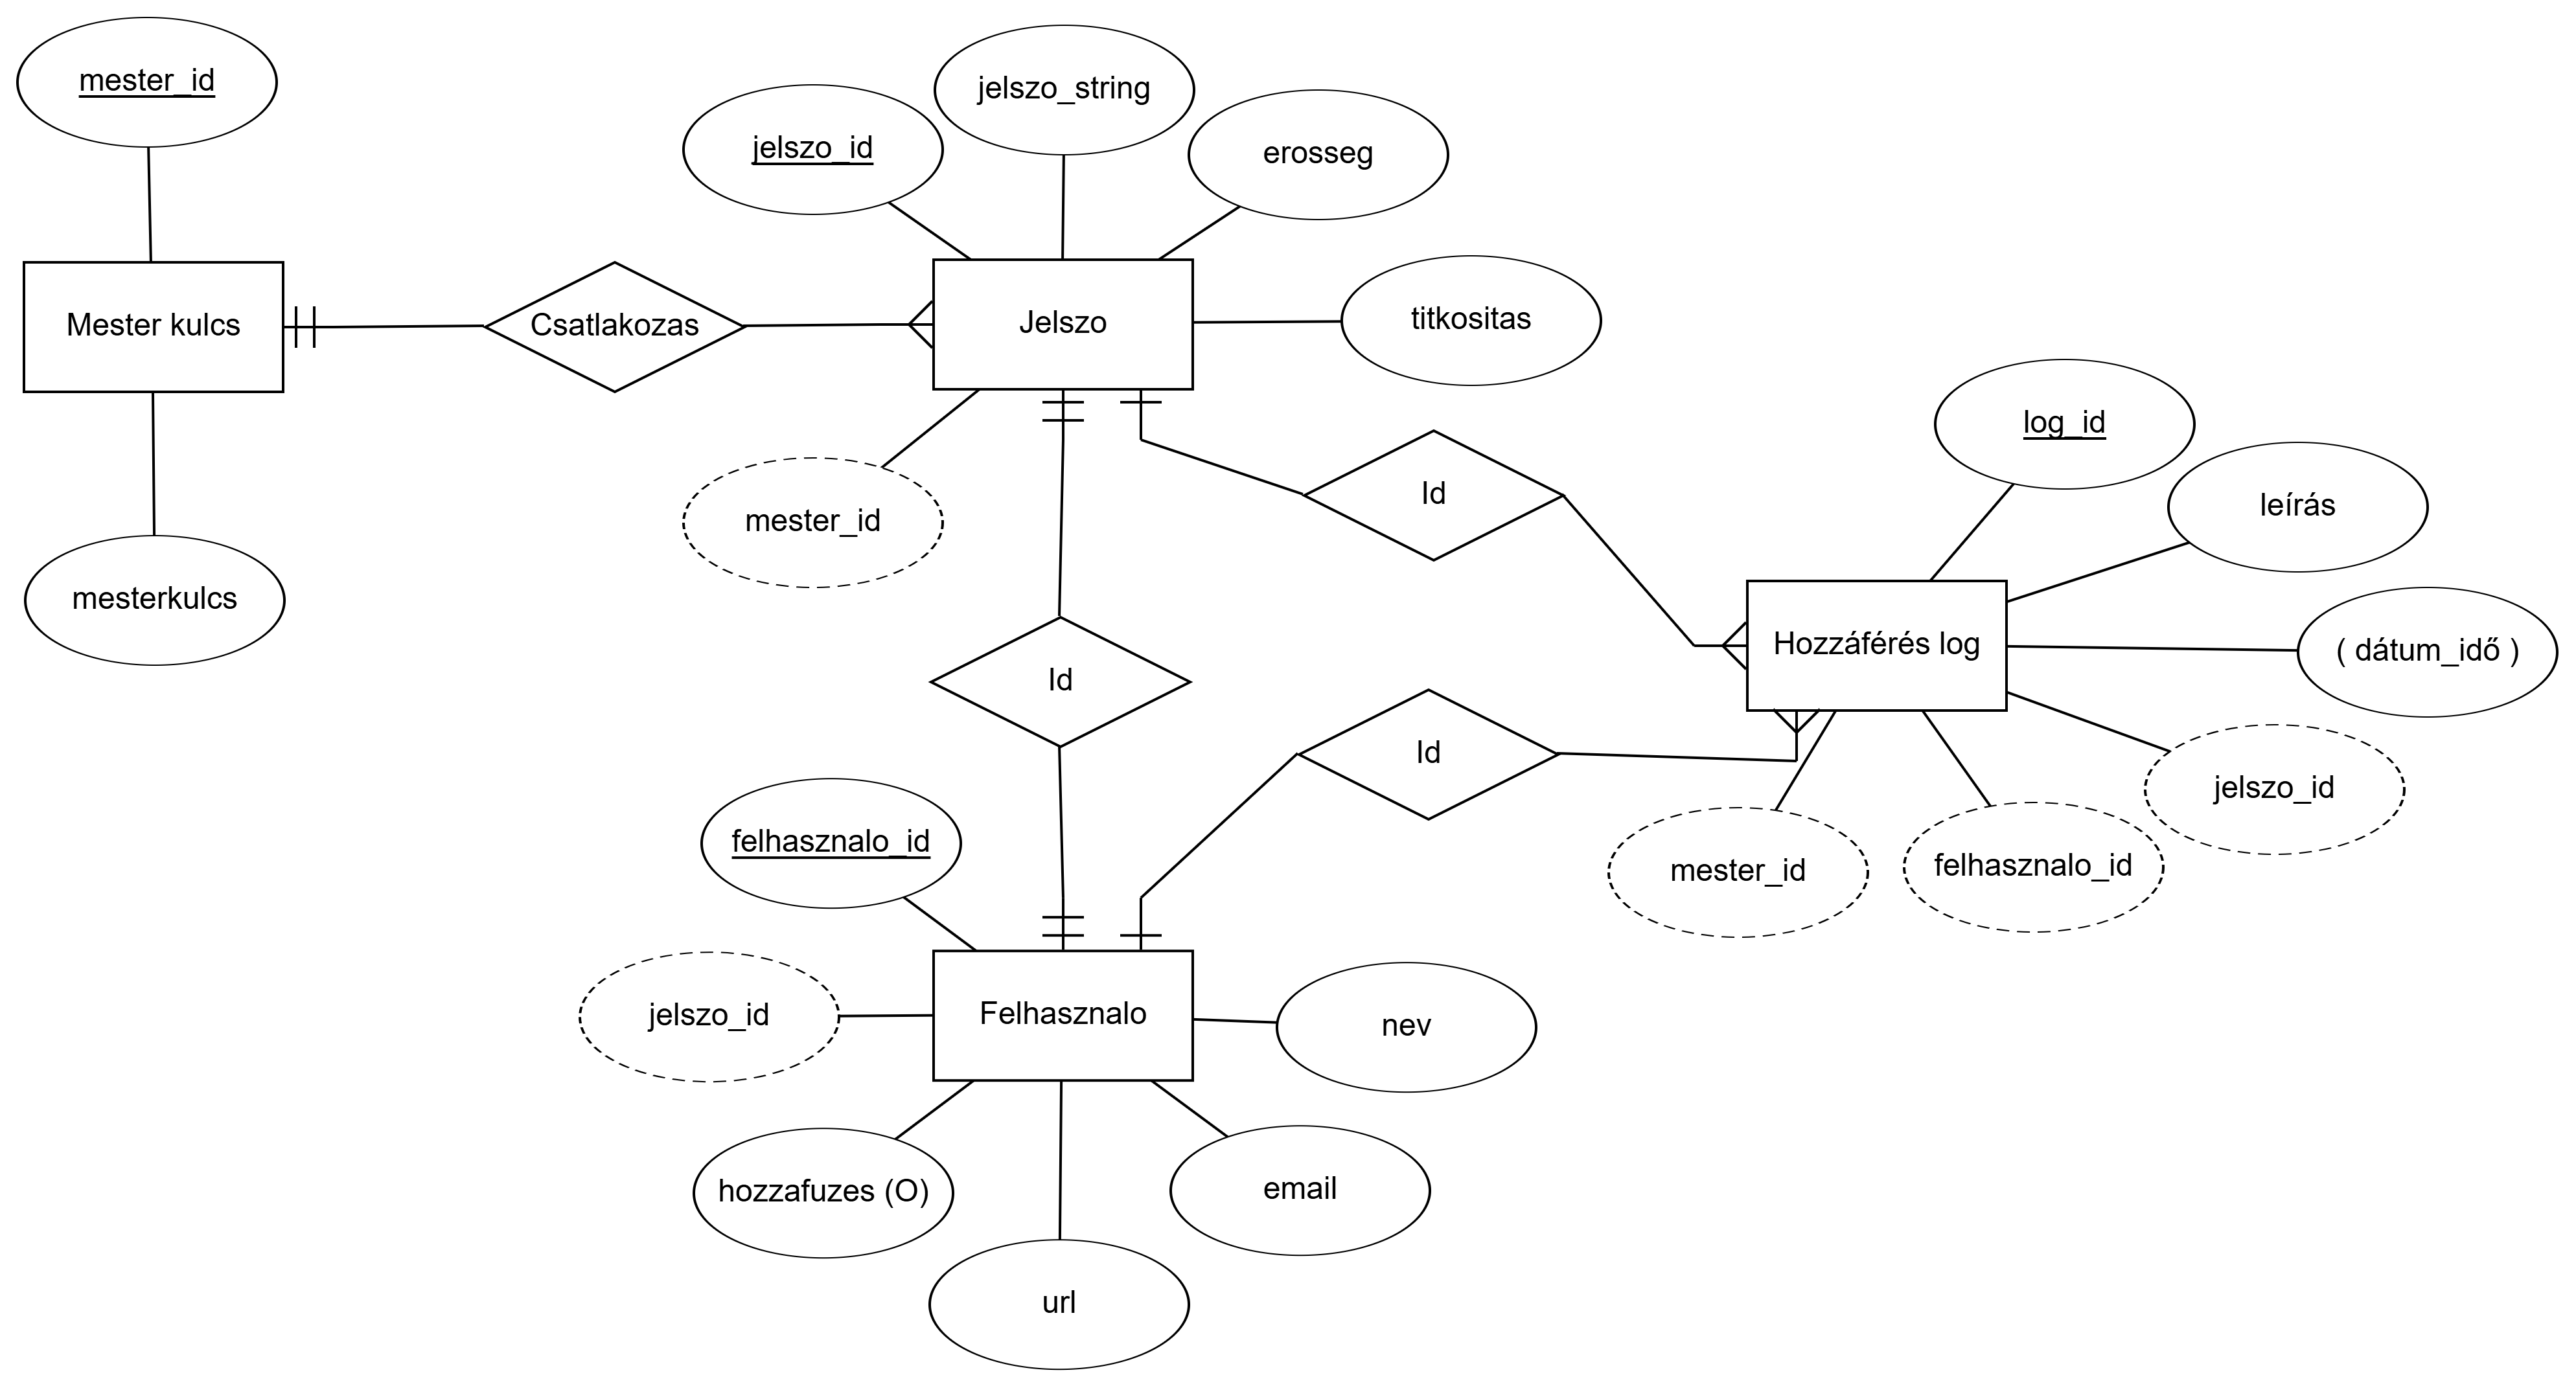 mester_id
jelszo_string
jelszo_id
erosseg
Mester kulcs
Csatlakozas
Jelszo
titkositas
log_id
Id
leírás
mester_id
mesterkulcs
Hozzáférés log
( dátum_idő )
Id
Id
jelszo_id
felhasznalo_id
mester_id
felhasznalo_id
jelszo_id
Felhasznalo
nev
hozzafuzes (O)
email
url